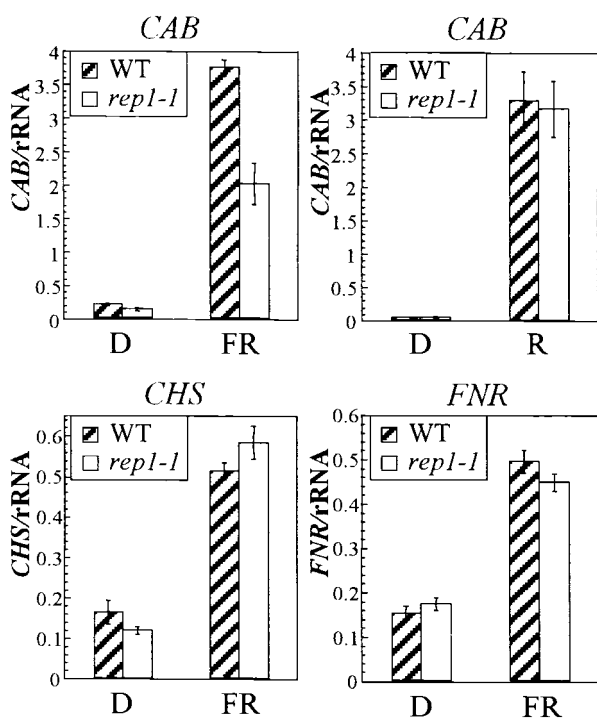 CAB
CAB/rRNA
4
3.5
3
2.5
2
1.5
1
0.5
0
WT
rep1-1
D FR
CAB
CAB/rRNA
4
3.5
3
2.5
2
1.5
1
0.5
0
WT
rep1-1
D R
CHS
CHS/rRNA
0.6
0.5
0.4
0.3
0.2
0.1
0
WT
rep1-1
D FR
FNR
FNR/rRNA
0.6
0.5
0.4
0.3
0.2
0.1
0
WT
rep1-1
D FR